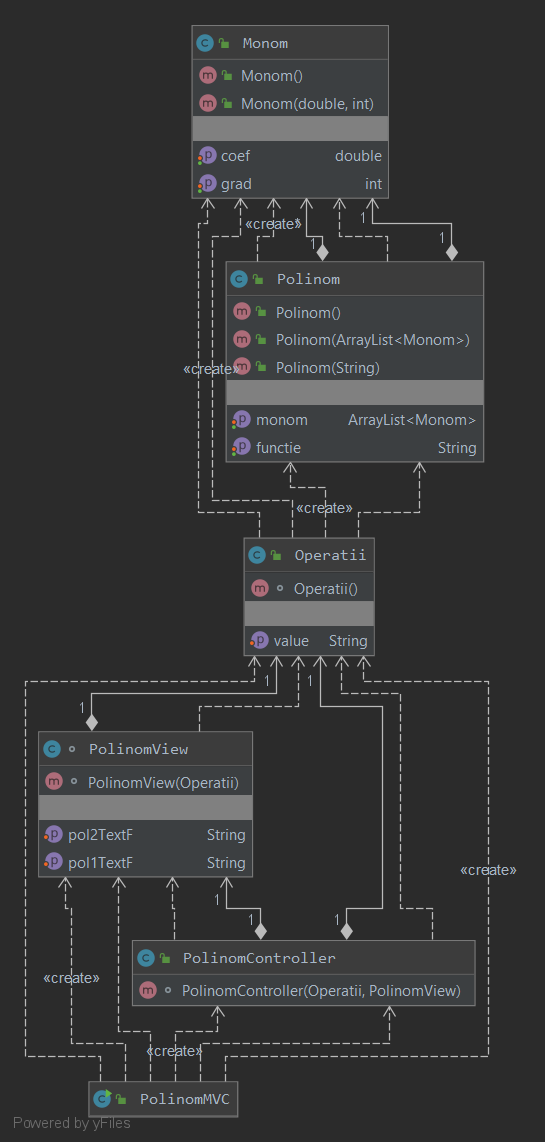 Monom
Monom()
Monom(double, int)
coef double
grad int
«create»
1 1
1 1
Polinom
Polinom()
Polinom(ArrayList<Monom>)
«create»
Polinom(String)
monom ArrayList<Monom>
functie String
«create»
Operatii
Operatii()
value String
1 1
1
PolinomView
PolinomView(Operatii)
pol2TextF String
pol1TextF String
«create»
1
1 1
PolinomController
«create»
PolinomController(Operatii, PolinomView)
«create»
PolinomMVC
Powered by yFiles